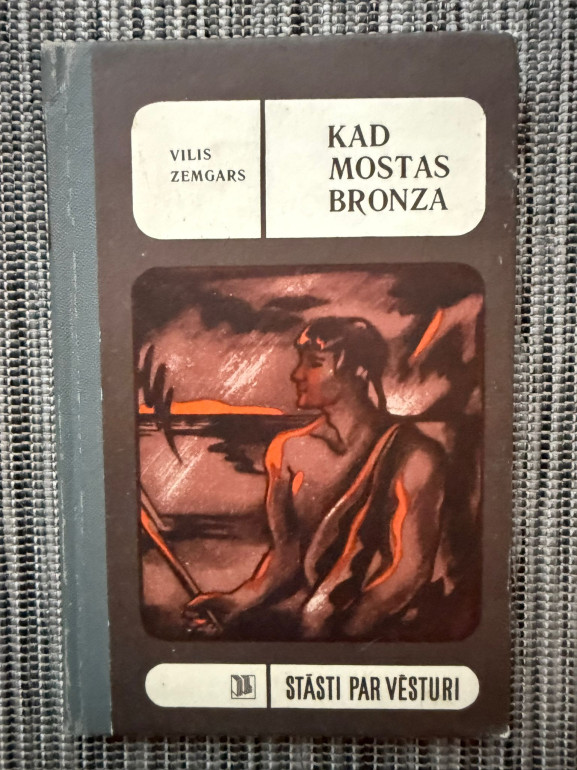 VILIS
ZEMGARS
KAD
MOSTAS
BRONZA
STĀSTI PAR VĒSTURI